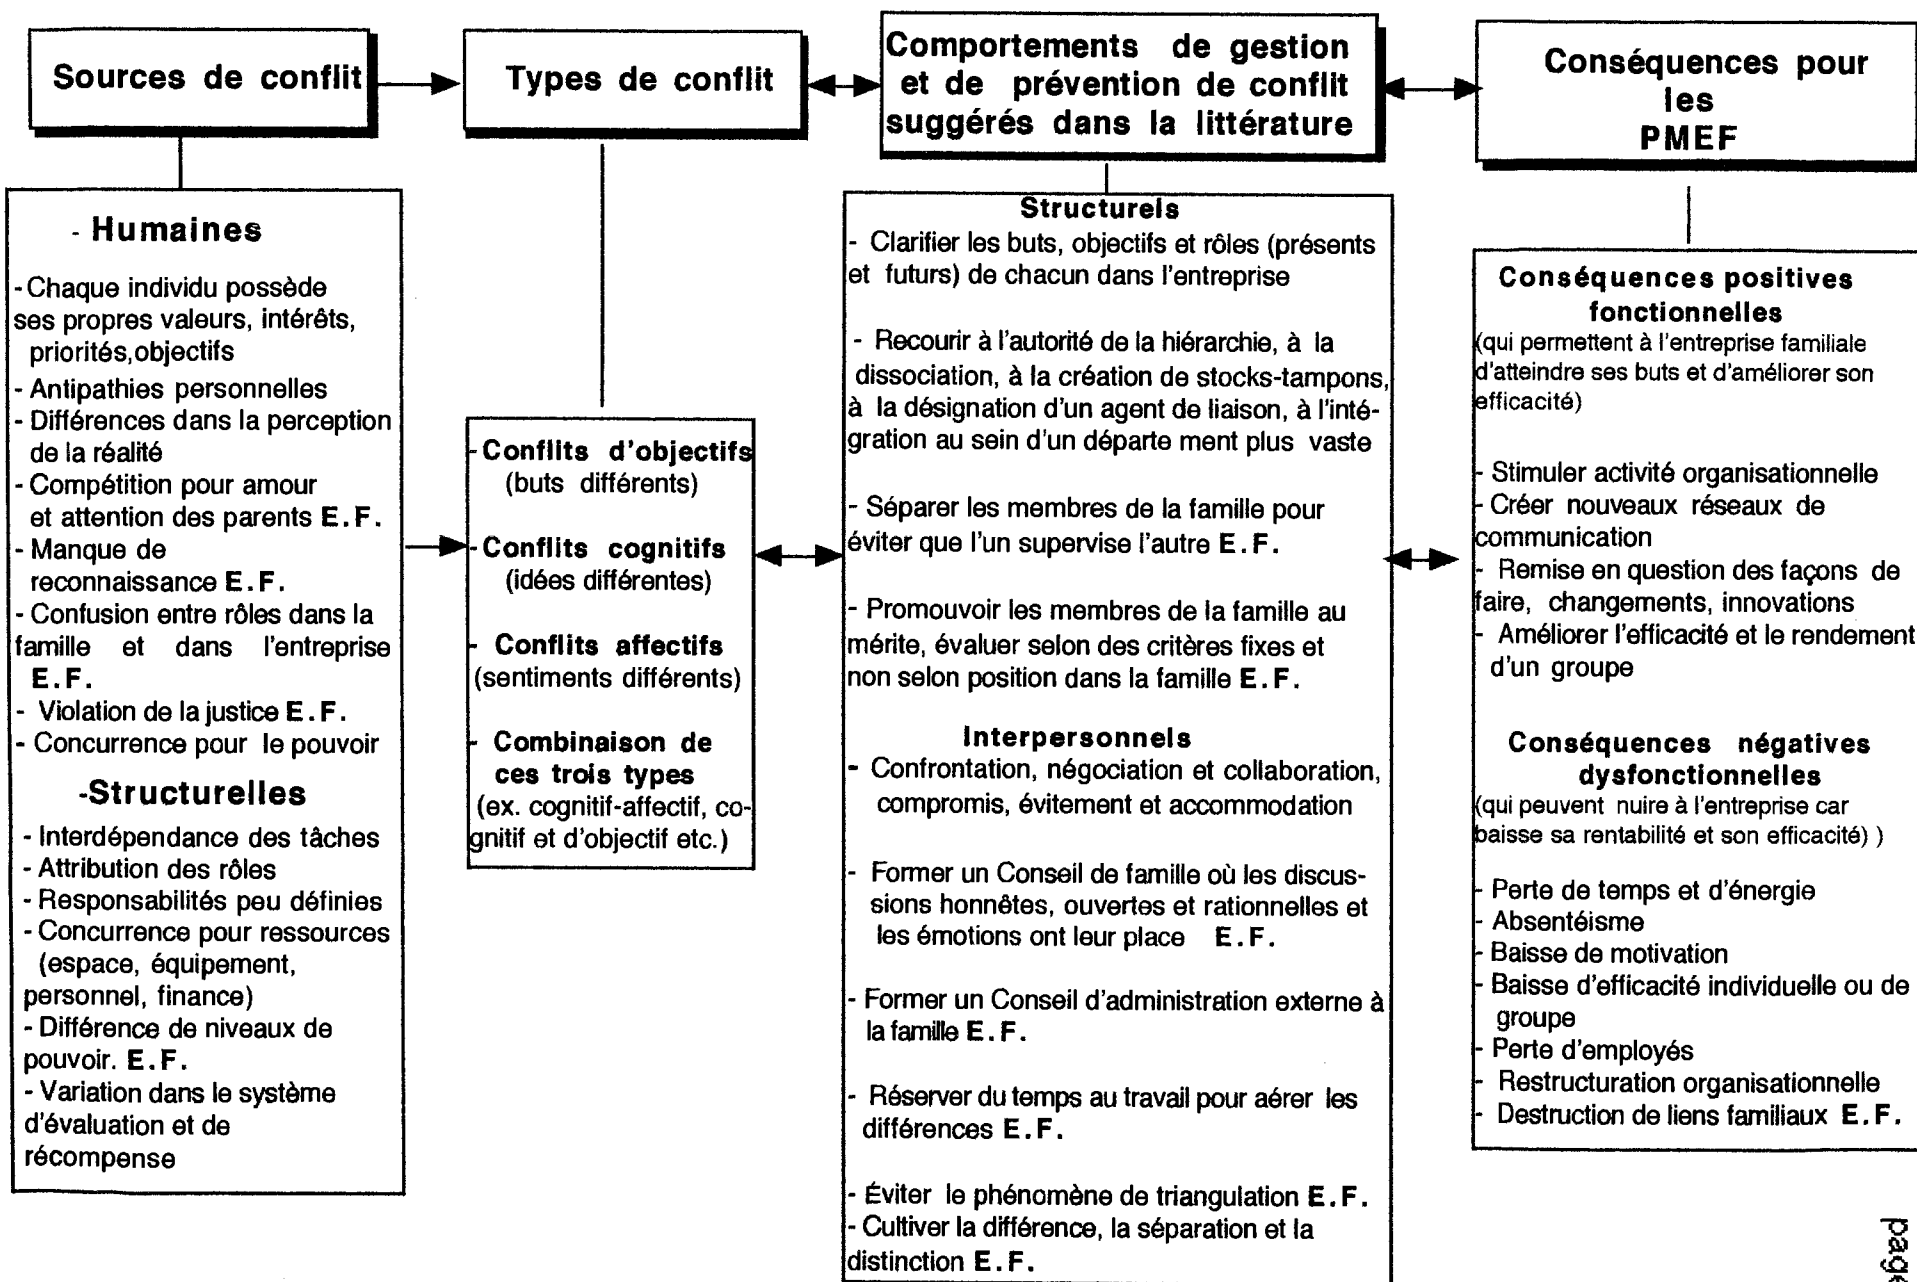 Sources de conflit
Types de conflit
Comportements de gestion
et de prévention de conflit
suggérés dans la littérature
Conséquences pour
les
PMEF
- Humaines
- Chaque individu possède
ses propres valeurs, intérêts,
priorités,objectifs
- Antipathies personnelles
- Différences dans la perception
de la réalité
- Compétition pour amour
et attention des parents E.F.
- Manque de
reconnaissance E.F.
- Confusion entre rôles dans la
famille et dans l'entreprise
E.F.
- Violation de la justice E.F.
- Concurrence pour le pouvoir
-Structurelles
- Interdépendance des tâches
- Attribution des rôles
- Responsabilités peu définies
- Concurrence pour ressources
(espace, équipement,
personnel, finance)
- Différence de niveaux de
pouvoir. E.F.
- Variation dans le système
d'évaluation et de
récompense
- Conflits d'objectifs
(buts différents)
- Conflits cognitifs
(idées différentes)
- Conflits affectifs
(sentiments différents)
- Combinaison de
ces trois types
(ex. cognitif-affectif, co-
gnitif et d'objectif etc.)
Structurels
- Clarifier les buts, objectifs et rôles (présents
et futurs) de chacun dans l'entreprise
- Recourir à l'autorité de la hiérarchie, à la
dissociation, à la création de stocks-tampons,
à la désignation d'un agent de liaison, à l'inté-
gration au sein d'un départe ment plus vaste
- Séparer les membres de la famille pour
éviter que l'un supervise l'autre E.F.
- Promouvoir les membres de la famille au
mérite, évaluer selon des critères fixes et
non selon position dans la famille E.F.
Interpersonnels
- Confrontation, négociation et collaboration,
compromis, évitement et accommodation
- Former un Conseil de famille où les discus-
sions honnêtes, ouvertes et rationnelles et
les émotions ont leur place E.F.
- Former un Conseil d'administration externe à
la famille E.F.
- Réserver du temps au travail pour aérer les
différences E.F.
- Éviter le phénomène de triangulation E.F.
- Cultiver la différence, la séparation et la
distinction E.F.
Conséquences positives
fonctionnelles
(qui permettent à l'entreprise familiale
d'atteindre ses buts et d'améliorer son
efficacité)
- Stimuler activité organisationnelle
- Créer nouveaux réseaux de
communication
- Remise en question des façons de
faire, changements, innovations
- Améliorer l'efficacité et le rendement
d'un groupe
Conséquences négatives
dysfonctionnelles
(qui peuvent nuire à l'entreprise car
baisse sa rentabilité et son efficacité) )
- Perte de temps et d'énergie
- Absentéisme
- Baisse de motivation
- Baisse d'efficacité individuelle ou de
groupe
- Perte d'employés
- Restructuration organisationnelle
- Destruction de liens familiaux E.F.
page